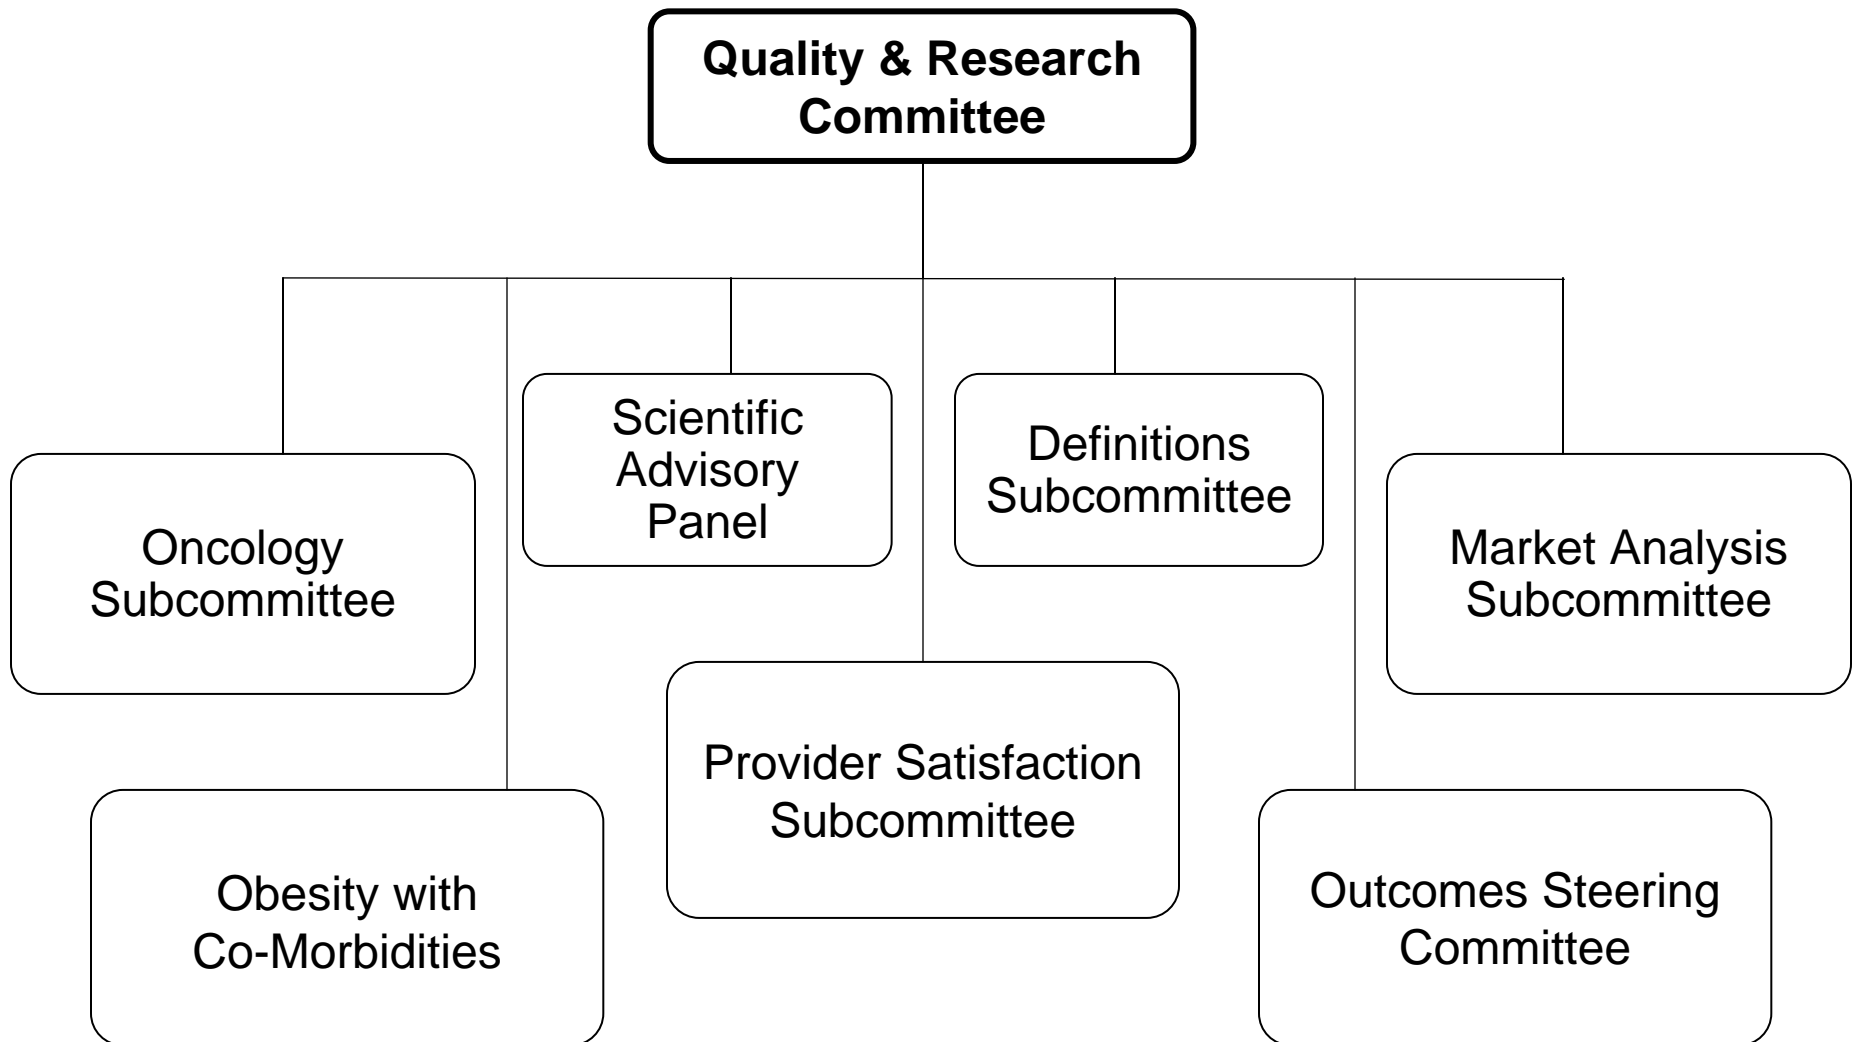 Quality & Research
Committee
Scientific
Advisory
Panel
Definitions
Subcommittee
Oncology
Subcommittee
Market Analysis
Subcommittee
Provider Satisfaction
Subcommittee
Obesity with
Co-Morbidities
Outcomes Steering
Committee